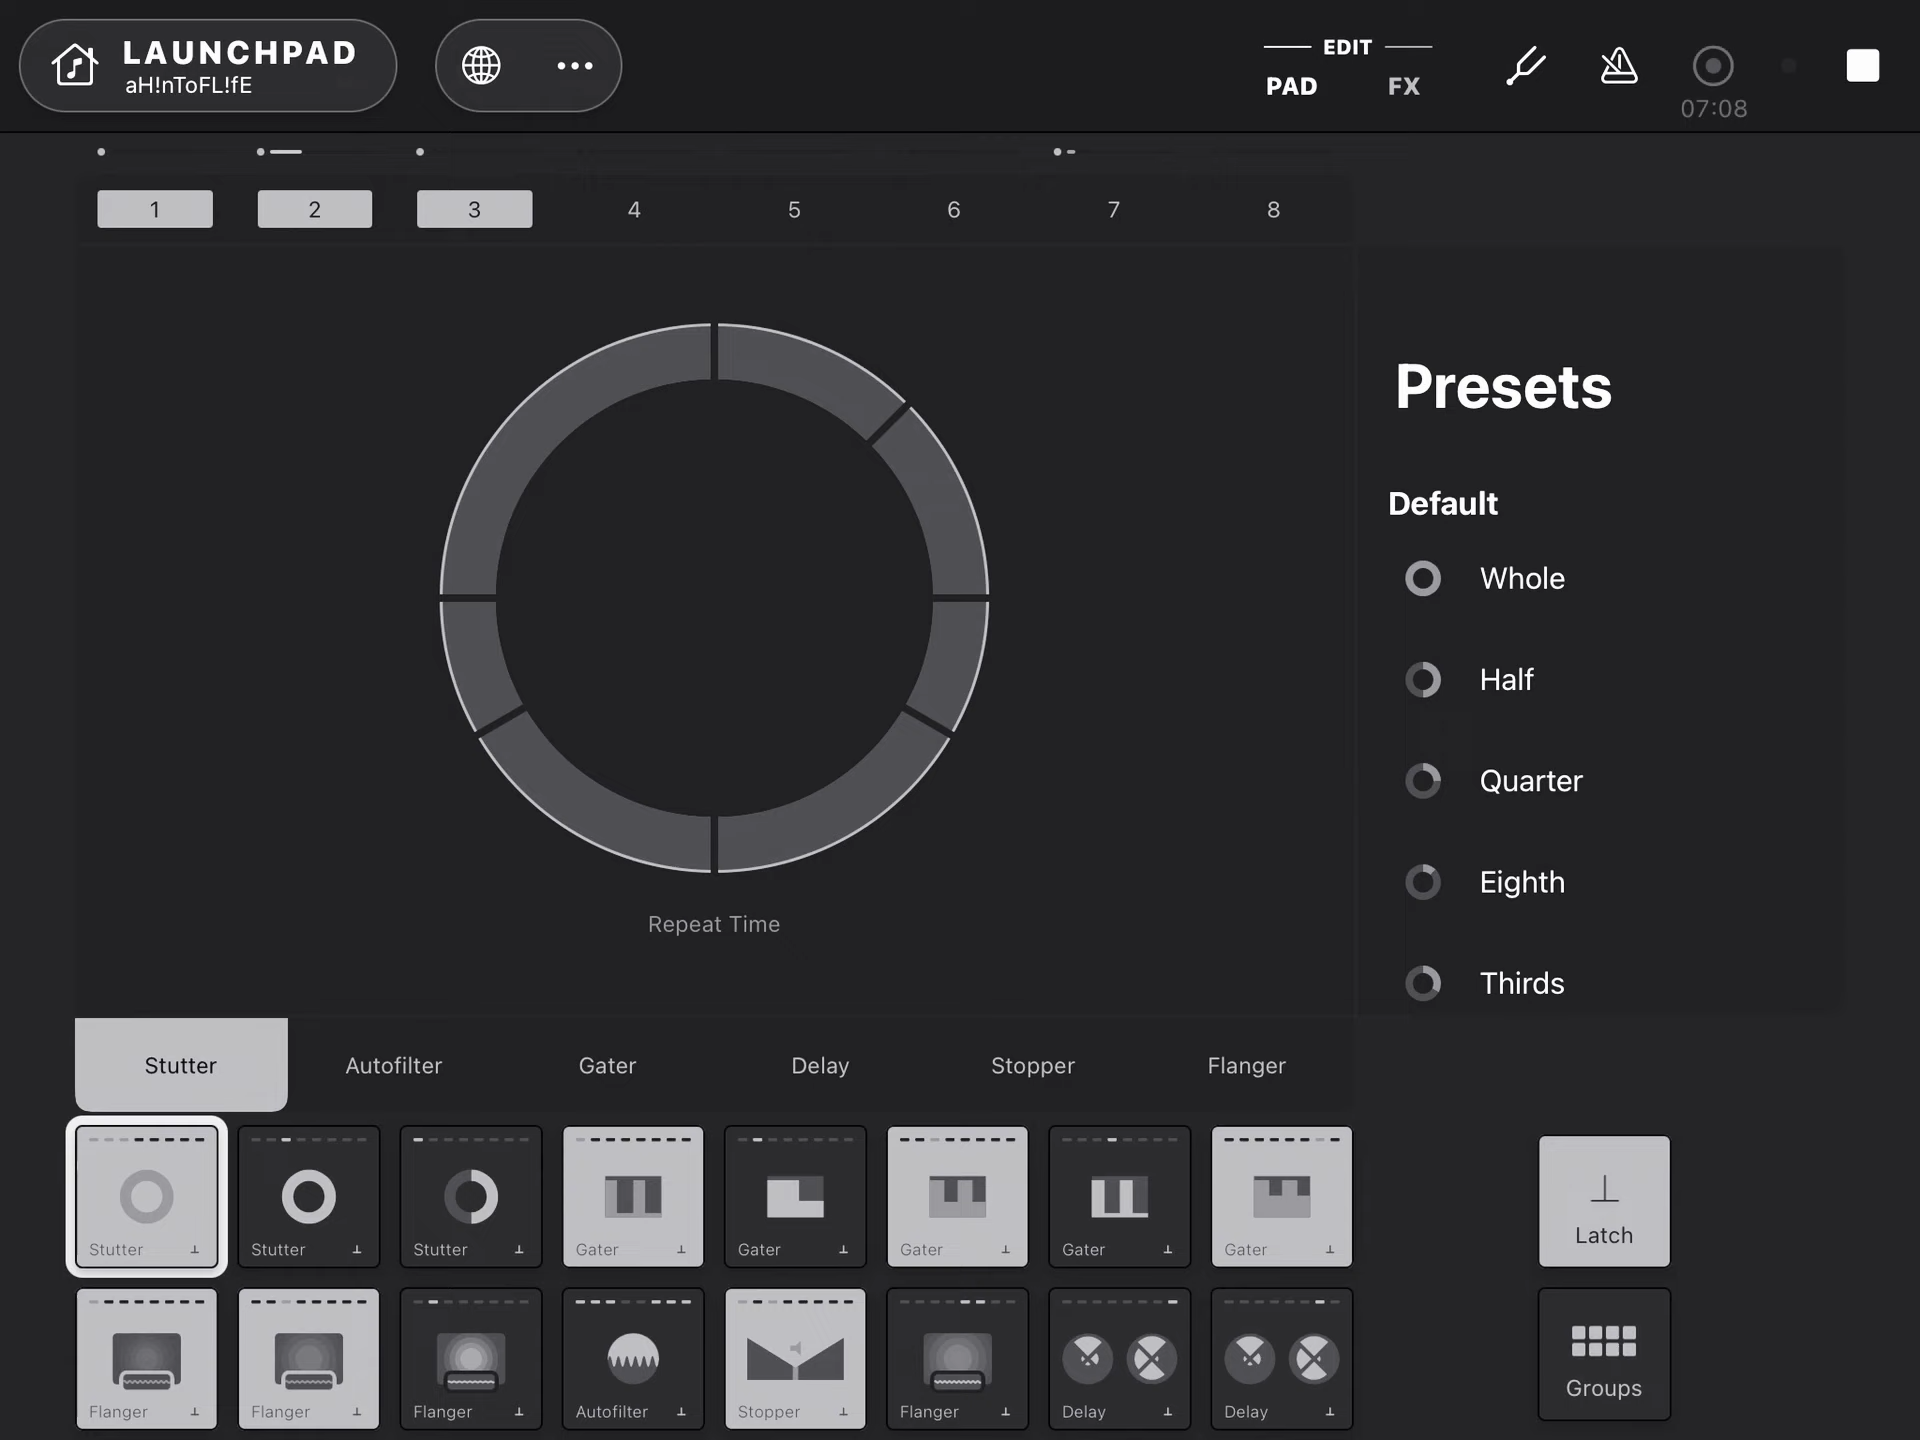 LAUNCHPAD
aH!nToFL!fE
EDIT
PAD FX
07:08
1 2 3 4 5 6 7 8
Presets
Default
Whole
Half
Quarter
Eighth
Thirds
Repeat Time
Stutter Autofilter Gater Delay Stopper Flanger
Stutter Stutter Stutter Gater Gater Gater Gater Gater
Latch
Flanger Flanger Flanger Autofilter Stopper Flanger Delay Delay
Groups